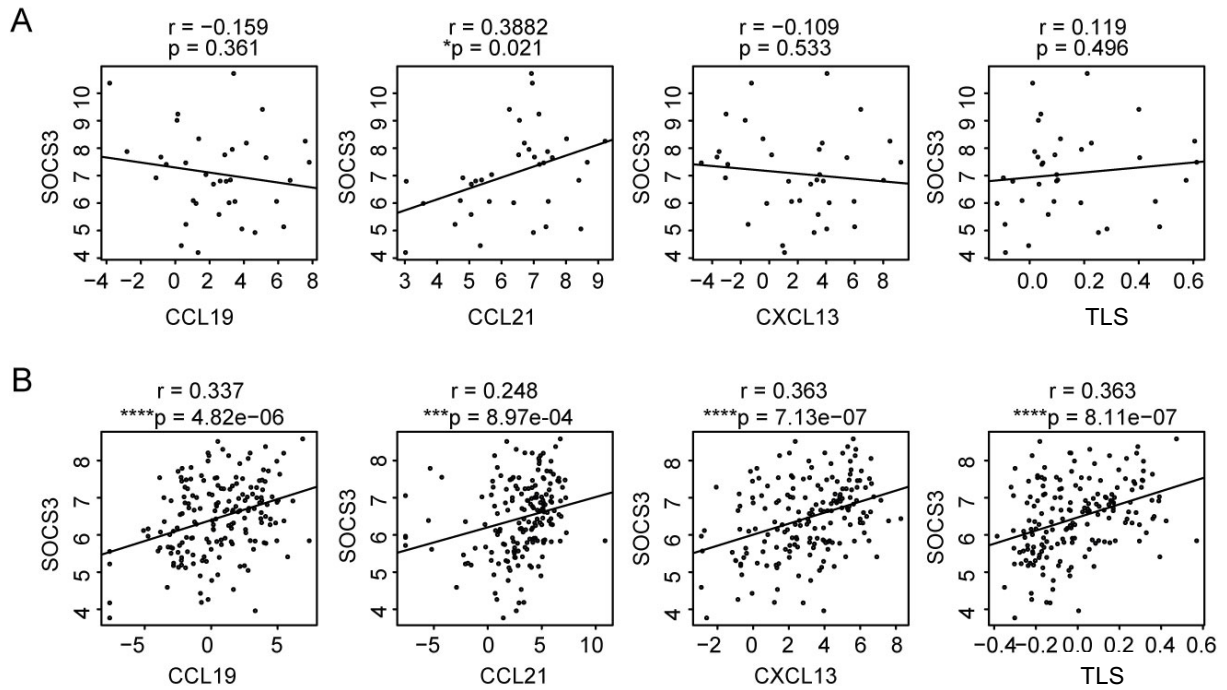 A
r = −0.159
p = 0.361
r = 0.3882
*p = 0.021
r = −0.109
p = 0.533
r = 0.119
p = 0.496
SOCS3
4 5 6 7 8 9 10
−4 −2 0 2 4 6 8
CCL19
SOCS3
4 5 6 7 8 9 10
3 4 5 6 7 8 9
CCL21
SOCS3
4 5 6 7 8 9 10
−4 −2 0 2 4 6 8
CXCL13
SOCS3
4 5 6 7 8 9 10
0.0 0.2 0.4 0.6
TLS
B
r = 0.337
****p = 4.82e−06
r = 0.248
***p = 8.97e-04
r = 0.363
****p = 7.13e−07
r = 0.363
****p = 8.11e−07
SOCS3
4 5 6 7 8
−5 0 5
CCL19
SOCS3
4 5 6 7 8
−5 0 5 10
CCL21
SOCS3
4 5 6 7 8
−2 0 2 4 6 8
CXCL13
SOCS3
4 5 6 7 8
−0.4 −0.2 0.0 0.2 0.4 0.6
TLS